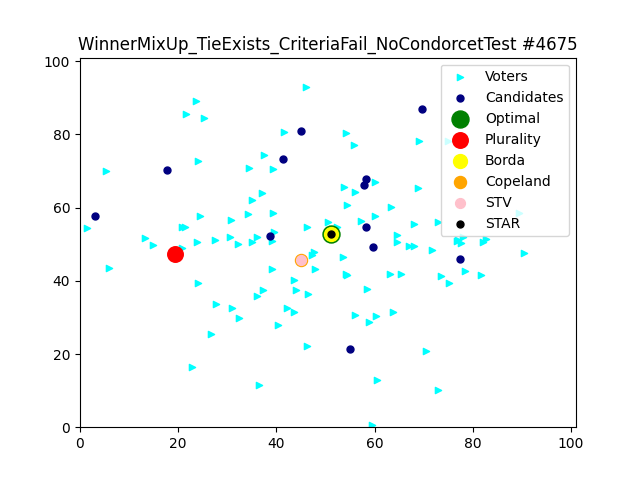 WinnerMixUp_TieExists_CriteriaFail_NoCondorcetTest #4675
100
80
60
40
20
0
0 20 40 60 80 100
Voters
Candidates
Optimal
Plurality
Borda
Copeland
STV
STAR